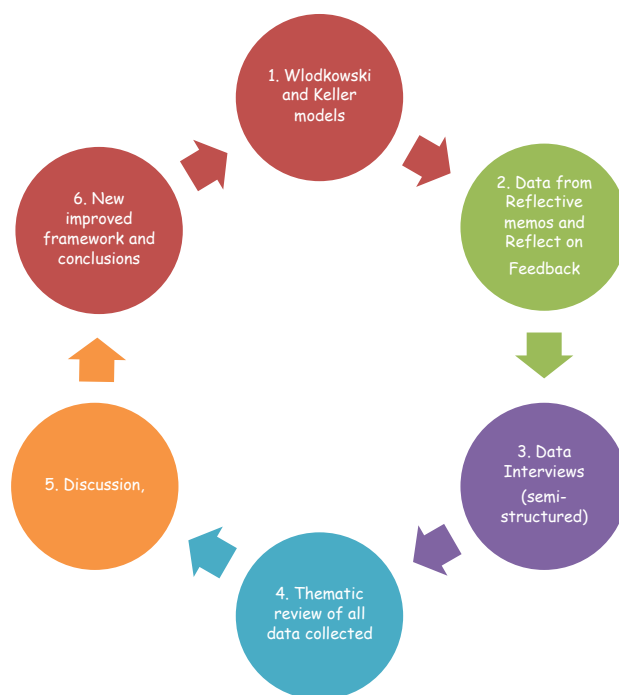 1. Wlodkowski
and Keller
models
2. Data from
Reflective
memos and
Reflect on
Feedback
3. Data
Interviews
(semi-
structured)
4. Thematic
review of all
data collected
5. Discussion,
6. New
improved
framework and
conclusions